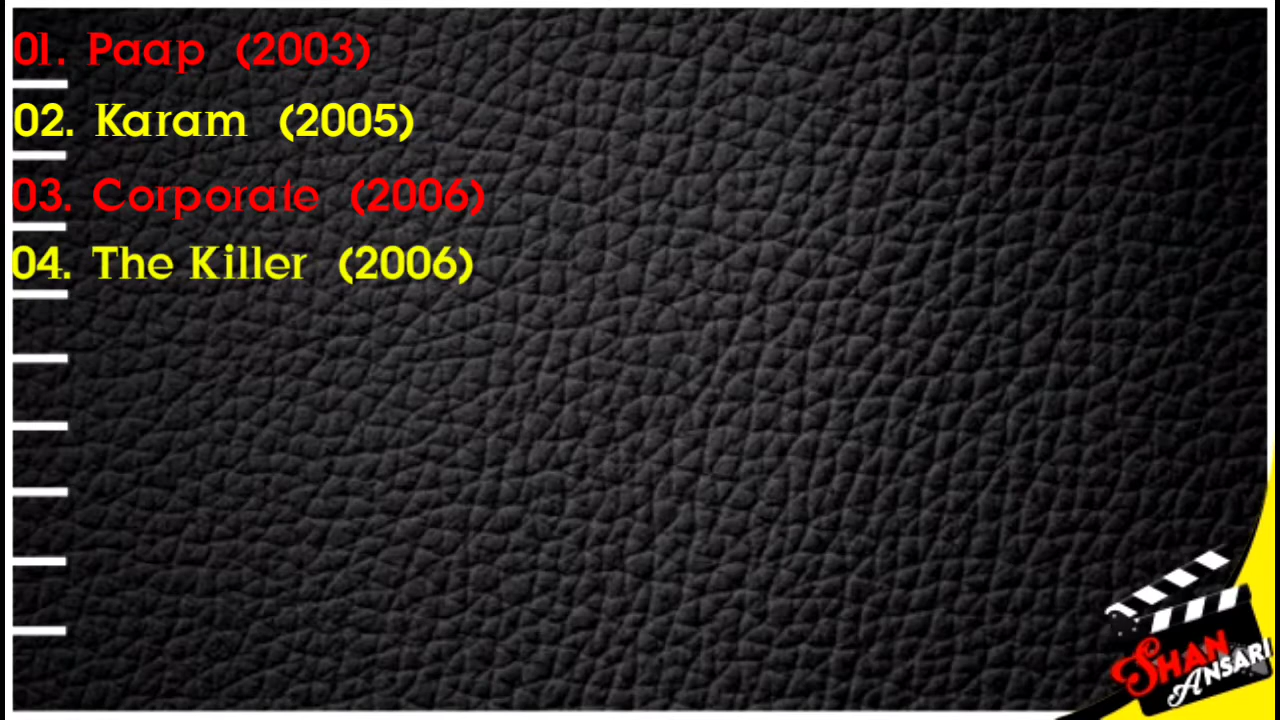 01. Paap (2003)
02. Karam (2005)
03. Corporate (2006)
04. The Killer (2006)
SHAN
ANSARI